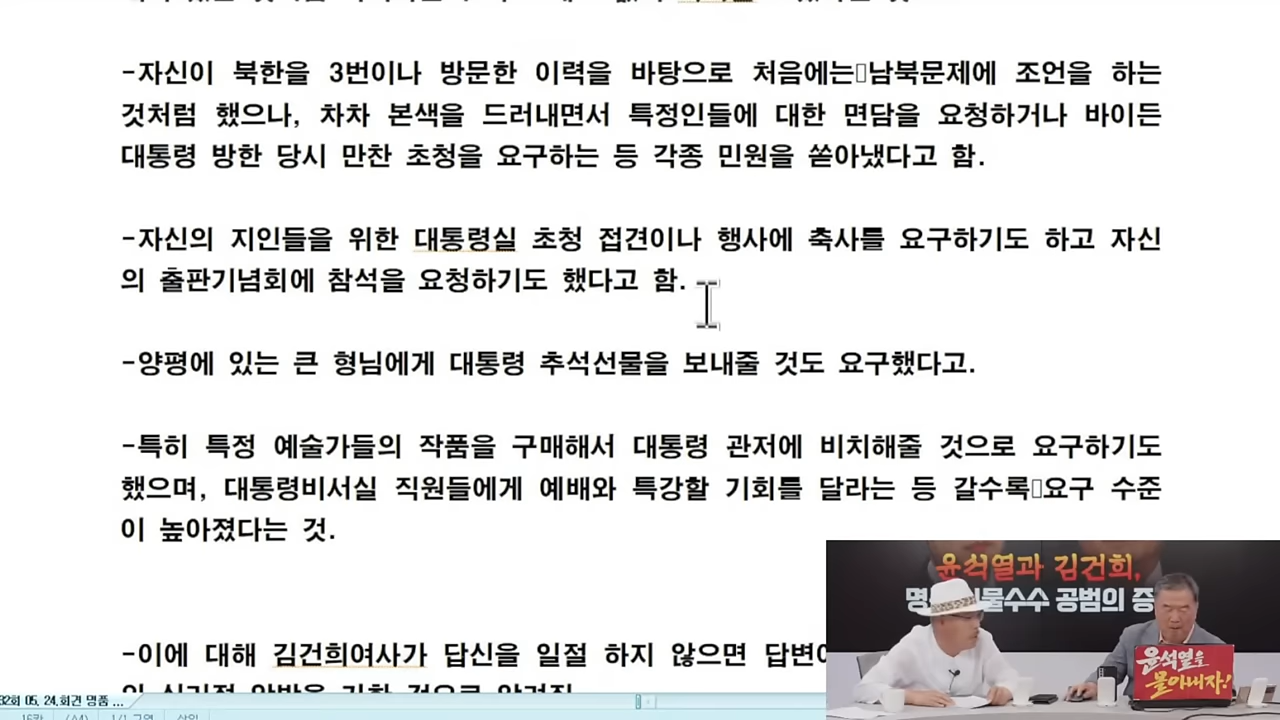 -자신이 북한을 3번이나 방문한 이력을 바탕으로 처음에는 남북문제에 조언을 하는
것처럼 했으나, 차차 본색을 드러내면서 특정인들에 대한 면담을 요청하거나 바이든
대통령 방한 당시 만찬 초청을 요구하는 등 각종 민원을 쏟아냈다고 함.
-자신의 지인들을 위한 대통령실 초청 접견이나 행사에 축사를 요구하기도 하고 자신
의 출판기념회에 참석을 요청하기도 했다고 함.
-양평에 있는 큰 형님에게 대통령 추석선물을 보내줄 것도 요구했다고.
-특히 특정 예술가들의 작품을 구매해서 대통령 관저에 비치해줄 것으로 요구하기도
했으며, 대통령비서실 직원들에게 예배와 특강할 기회를 달라는 등 갈수록 요구 수준
이 높아졌다는 것.
-이에 대해 김건희여사가 답신을 일절 하지 않으면
윤석열과 김건희,
공범의
윤석열을
몰아내자!
05. 24.회견 명품 ...